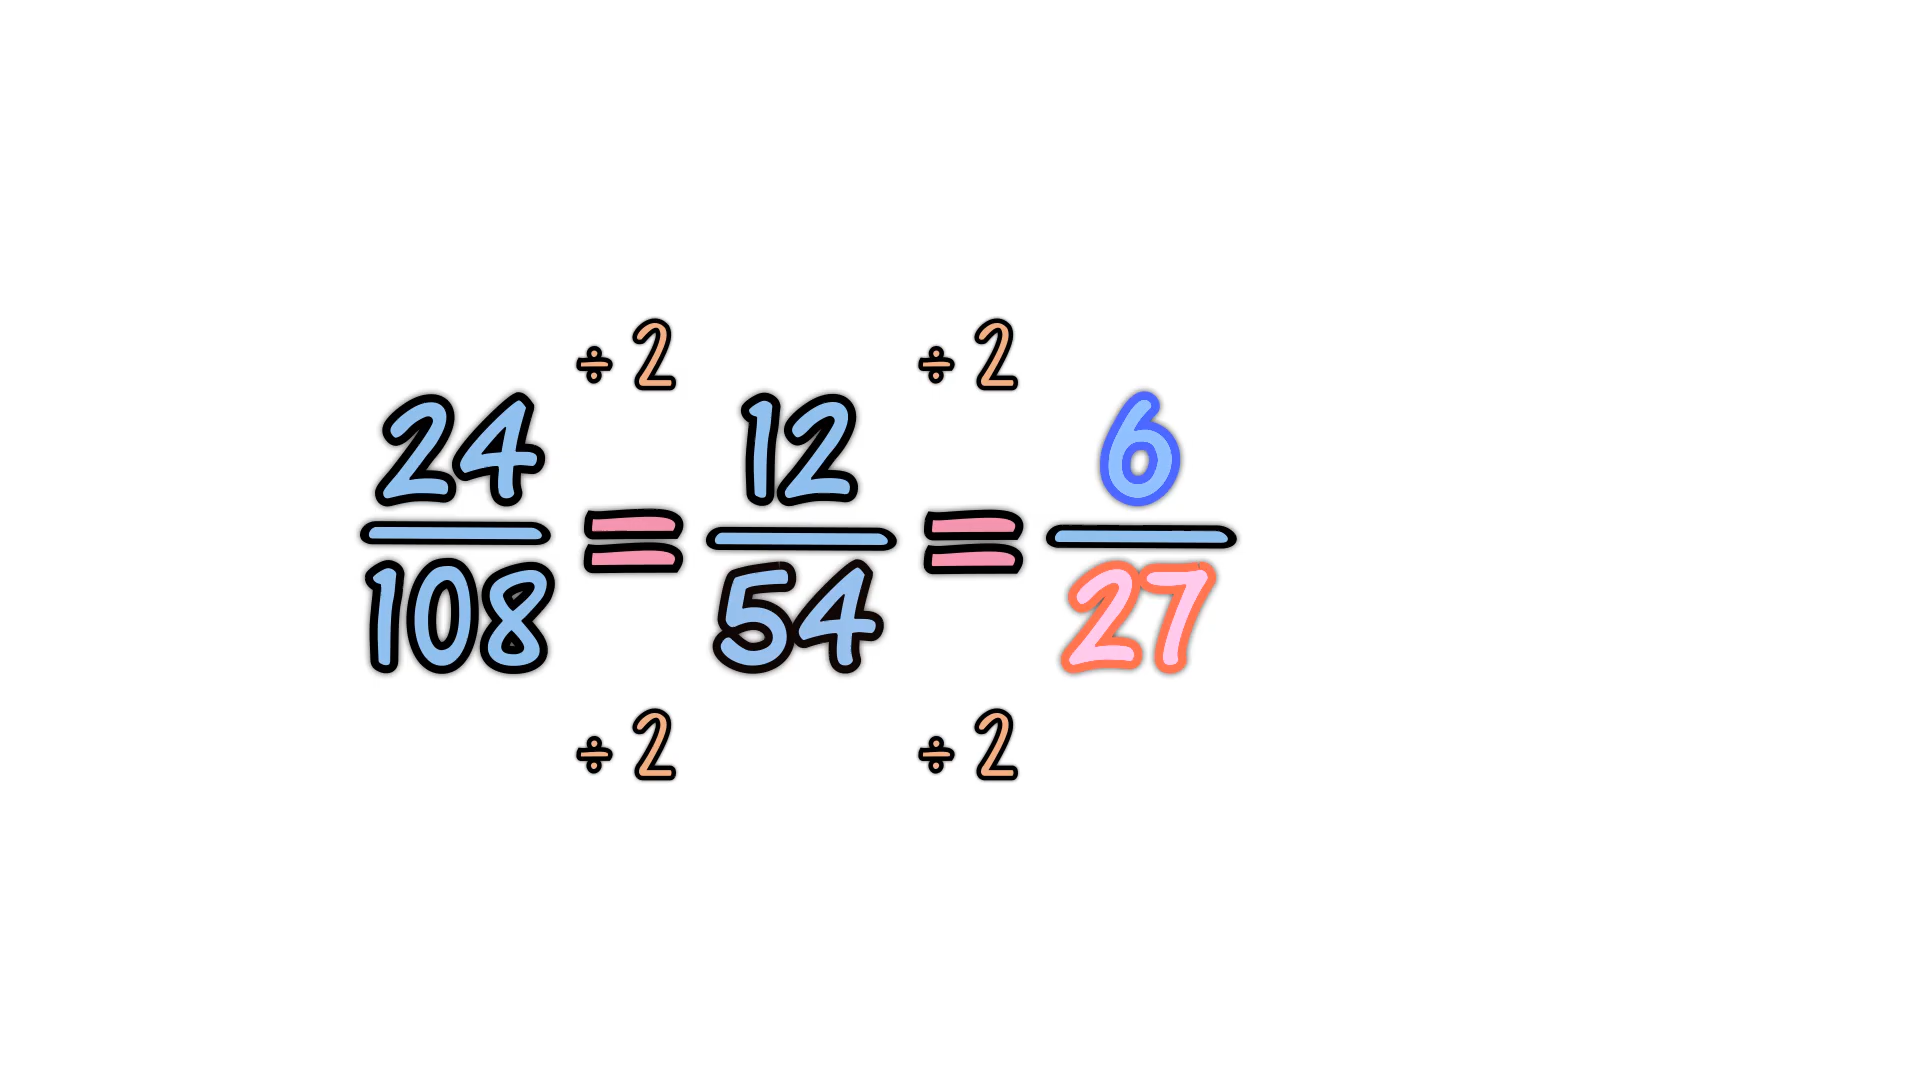 ÷ 2 ÷ 2
24 12 6
= =
108 54 27
÷ 2 ÷ 2